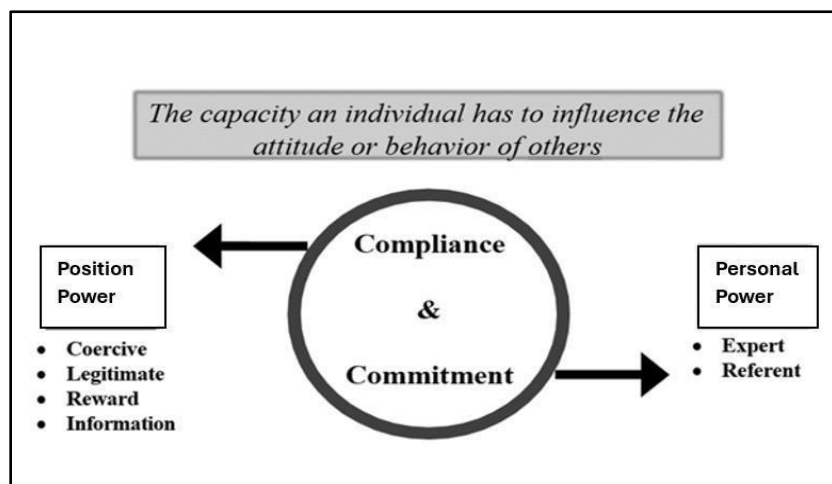 The capacity an individual has to influence the
attitude or behavior of others
Compliance
&
Commitment
Position
Power
• Coercive
• Legitimate
• Reward
• Information
Personal
Power
• Expert
• Referent